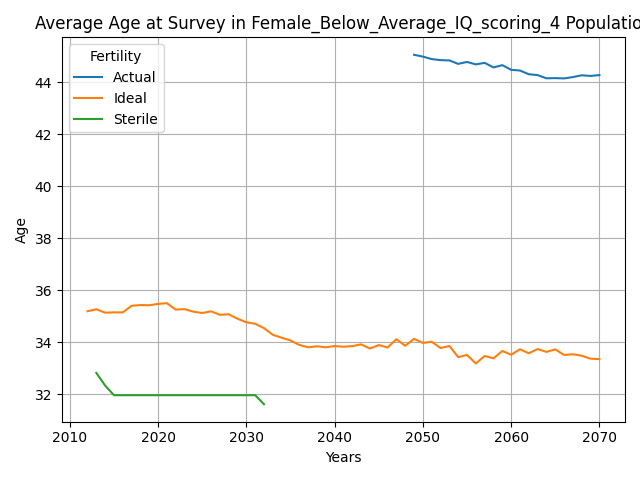 Average Age at Survey in Female_Below_Average_IQ_scoring_4 Populatio
Fertility
Actual
Ideal
Sterile
44
42
40
38
36
34
32
Age
2010 2020 2030 2040 2050 2060 2070
Years